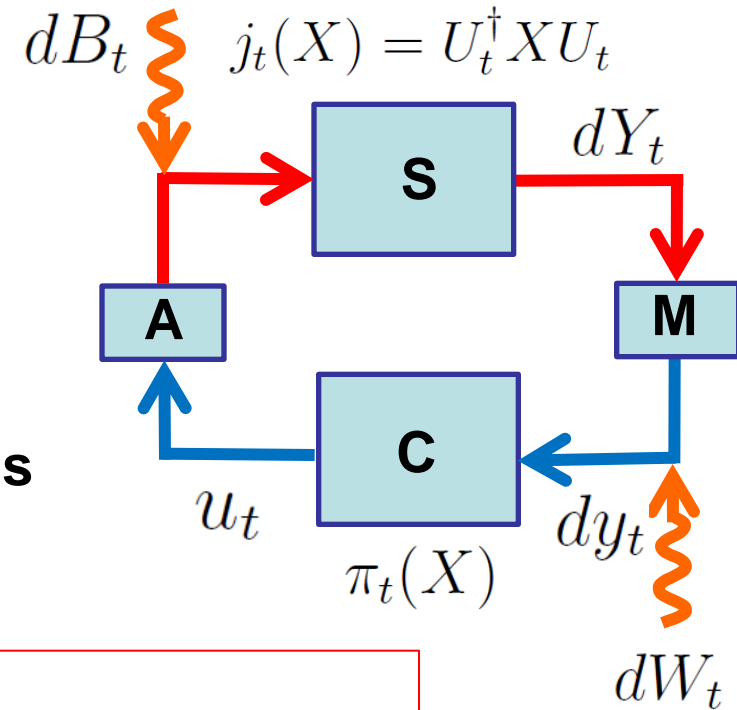 dB_t
j_t(X) = U_t^† X U_t
S
dY_t
A
M
C
s
u_t
dy_t
π_t(X)
dW_t